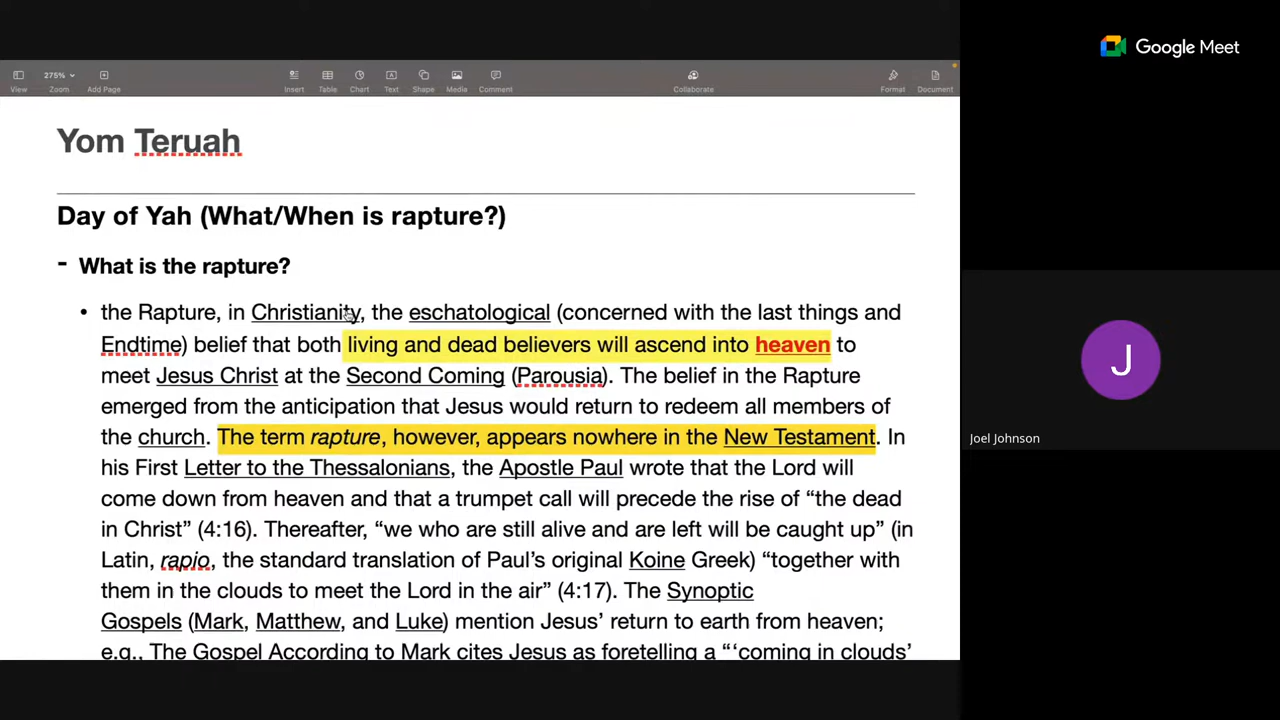 Google Meet
275%
View Zoom Add Page Insert Table Chart Text Shape Media Comment Collaborate Format Document
Yom Teruah
Day of Yah (What/When is rapture?)
- What is the rapture?
• the Rapture, in Christianity, the eschatological (concerned with the last things and
Endtime) belief that both living and dead believers will ascend into heaven to
meet Jesus Christ at the Second Coming (Parousia). The belief in the Rapture
emerged from the anticipation that Jesus would return to redeem all members of
the church. The term rapture, however, appears nowhere in the New Testament. In
his First Letter to the Thessalonians, the Apostle Paul wrote that the Lord will
come down from heaven and that a trumpet call will precede the rise of “the dead
in Christ” (4:16). Thereafter, “we who are still alive and are left will be caught up” (in
Latin, rapio, the standard translation of Paul’s original Koine Greek) “together with
them in the clouds to meet the Lord in the air” (4:17). The Synoptic
Gospels (Mark, Matthew, and Luke) mention Jesus’ return to earth from heaven;
e.g., The Gospel According to Mark cites Jesus as foretelling a “‘coming in clouds’
J
Joel Johnson